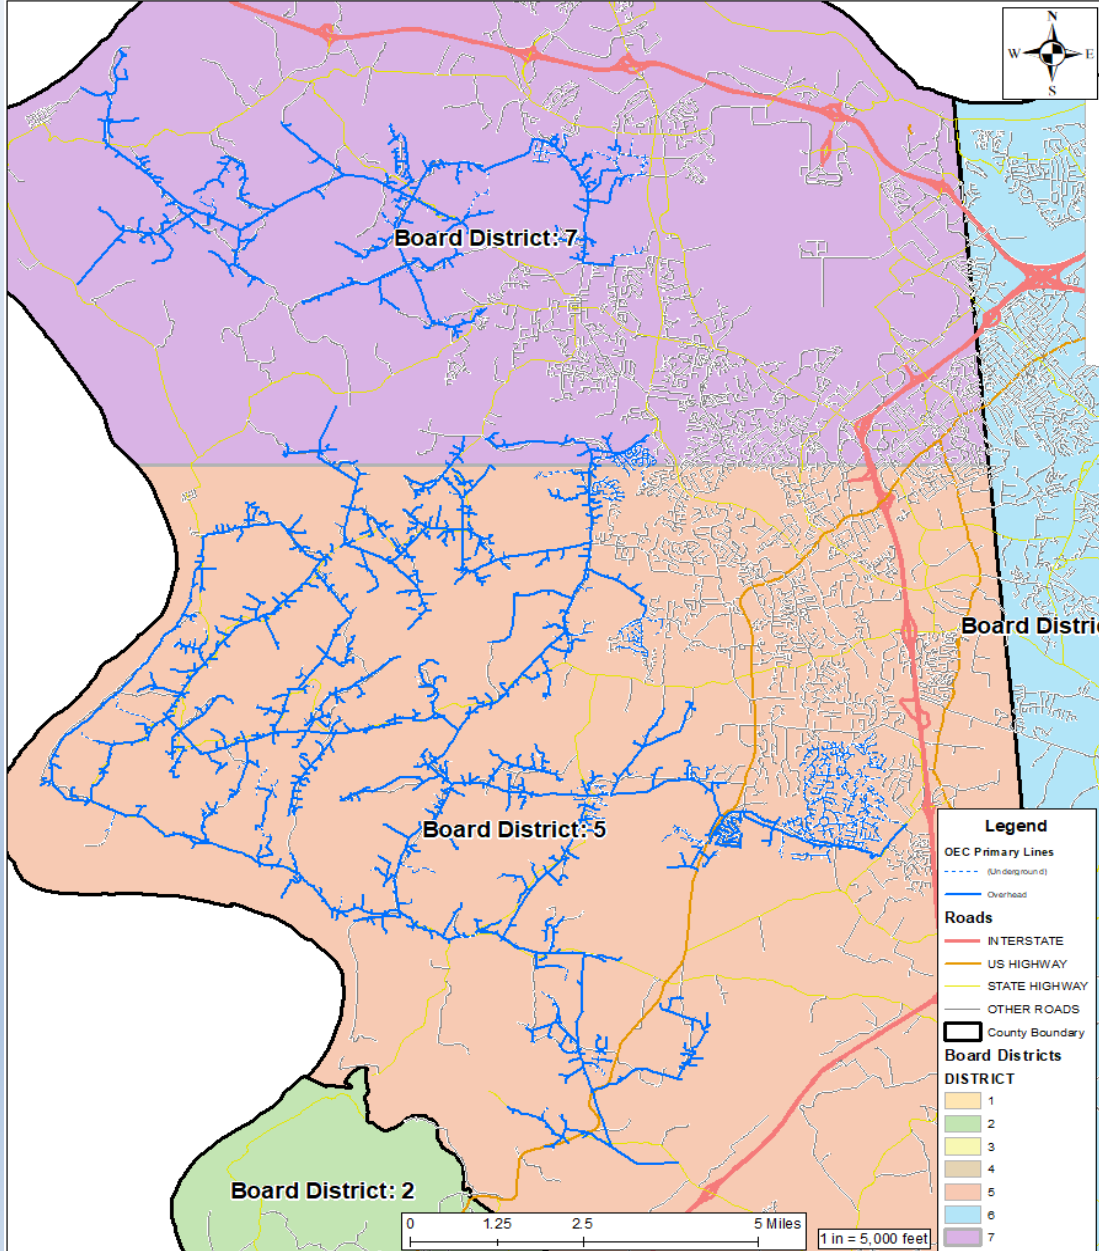 N
W E
S
Board District: 7
Board Distric
Board District: 5
Board District: 2
Legend
OEC Primary Lines
(Underground)
Overhead
Roads
INTERSTATE
US HIGHWAY
STATE HIGHWAY
OTHER ROADS
County Boundary
Board Districts
DISTRICT
1
2
3
4
5
6
7
0 1.25 2.5 5 Miles
1 in = 5,000 feet